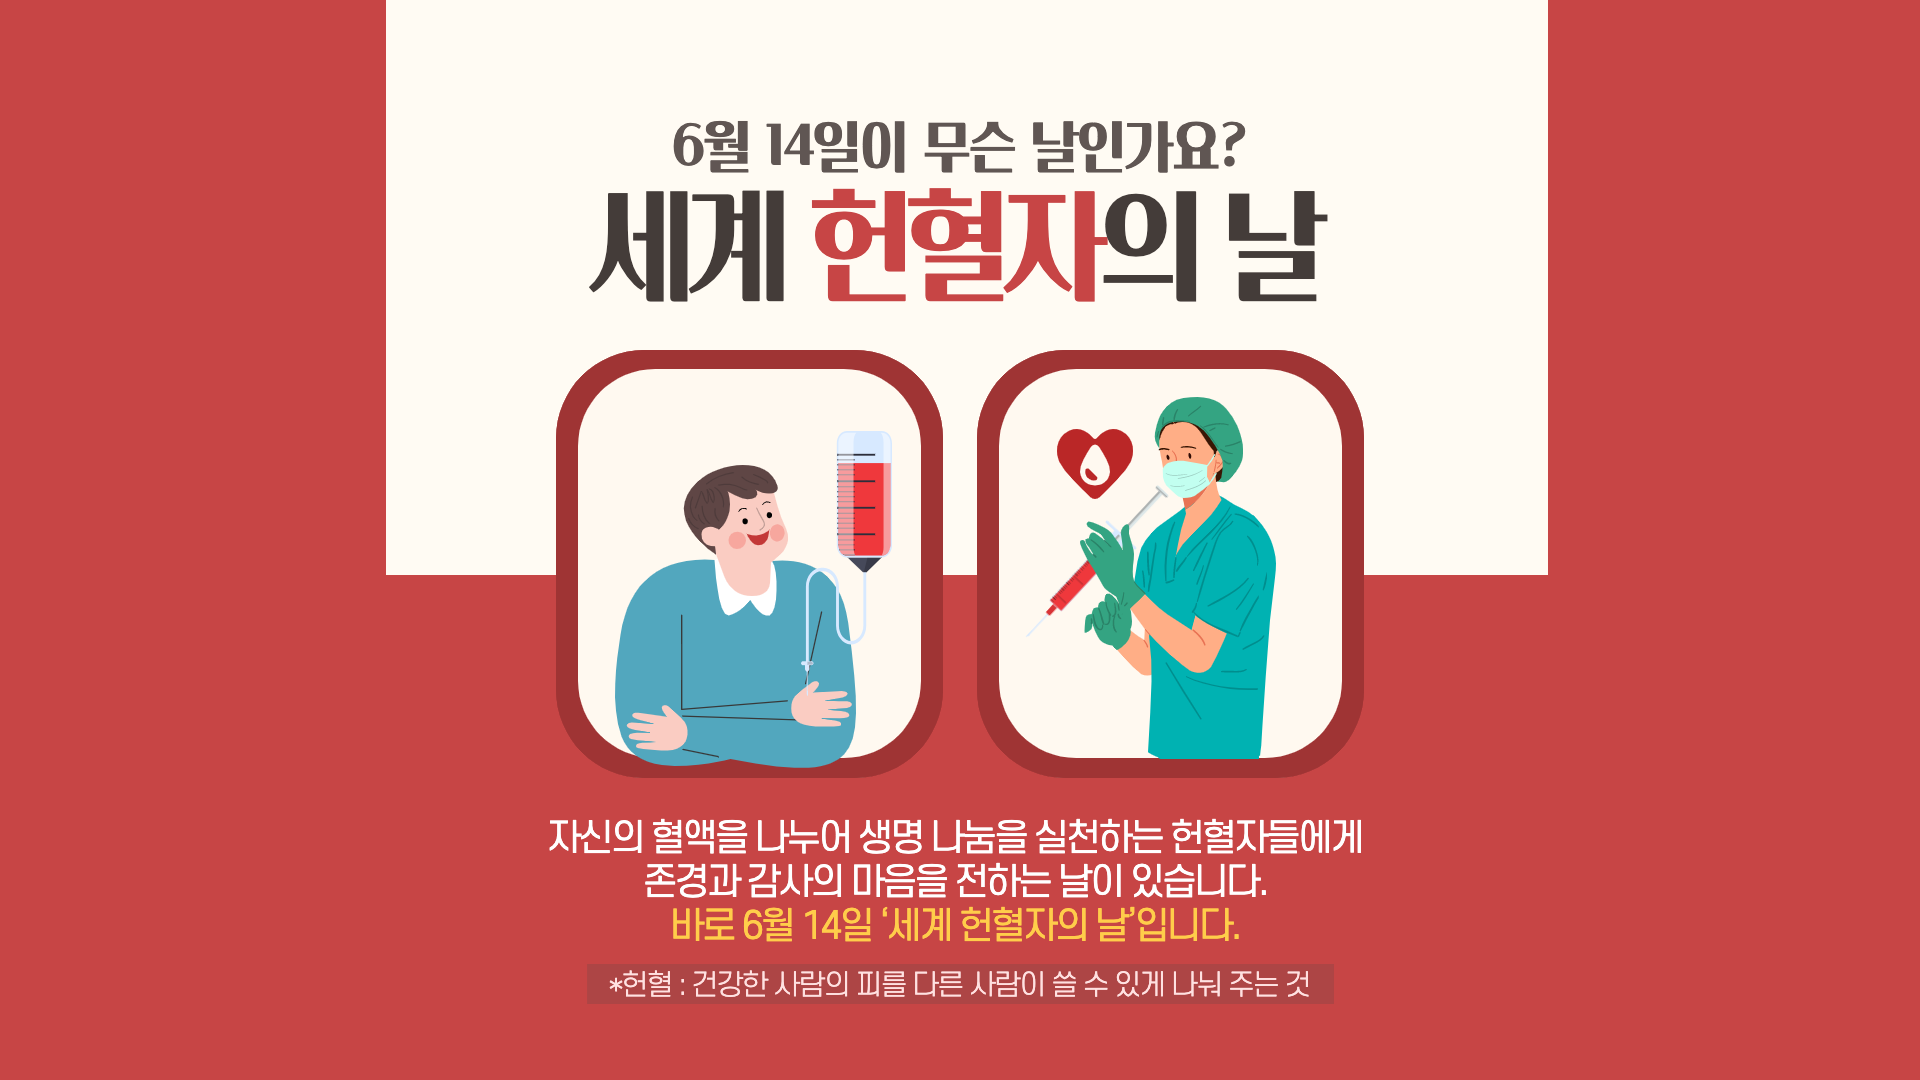 6월 14일이 무슨 날인가요?
세계 헌혈자의 날
자신의 혈액을 나누어 생명 나눔을 실천하는 헌혈자들에게
존경과 감사의 마음을 전하는 날이 있습니다.
바로 6월 14일 ‘세계 헌혈자의 날’입니다.
*헌혈 : 건강한 사람의 피를 다른 사람이 쓸 수 있게 나눠 주는 것